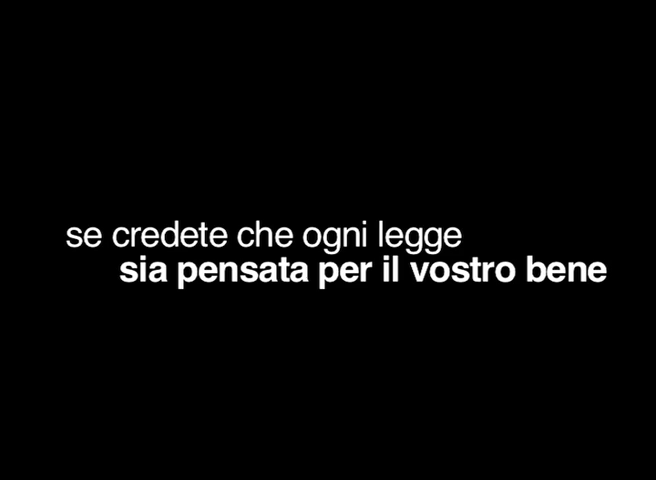 se credete che ogni legge
sia pensata per il vostro bene